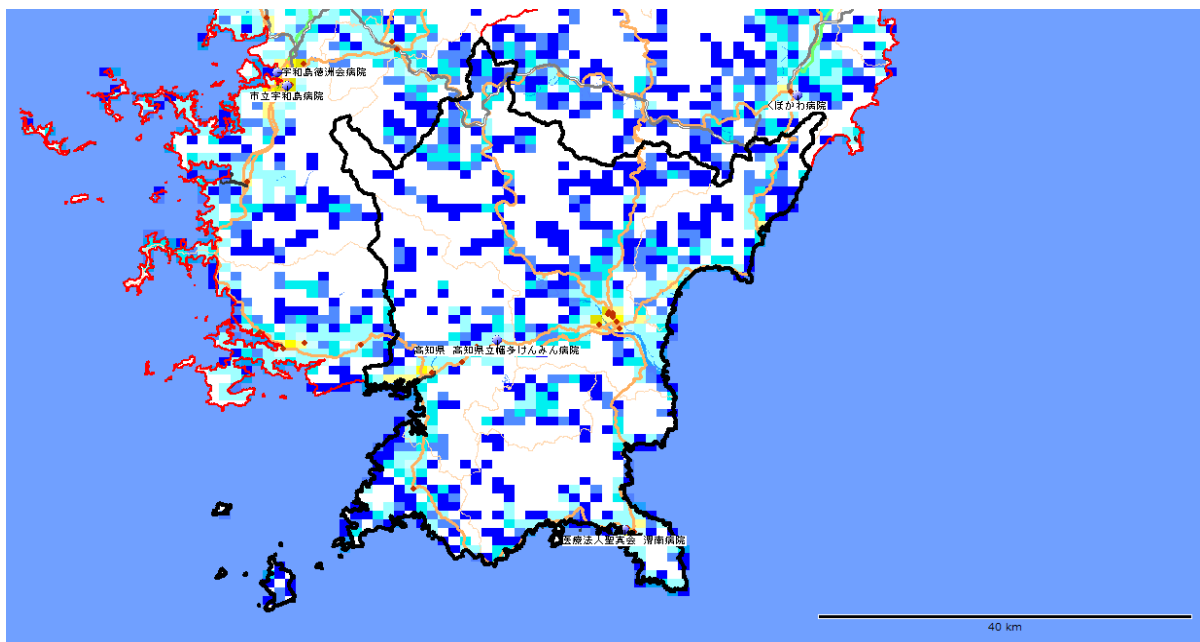 宇和島徳洲会病院
市立宇和島病院
くぼかわ病院
高知県 高知県立幡多けんみん病院
医療法人聖真会 渭南病院
40 km